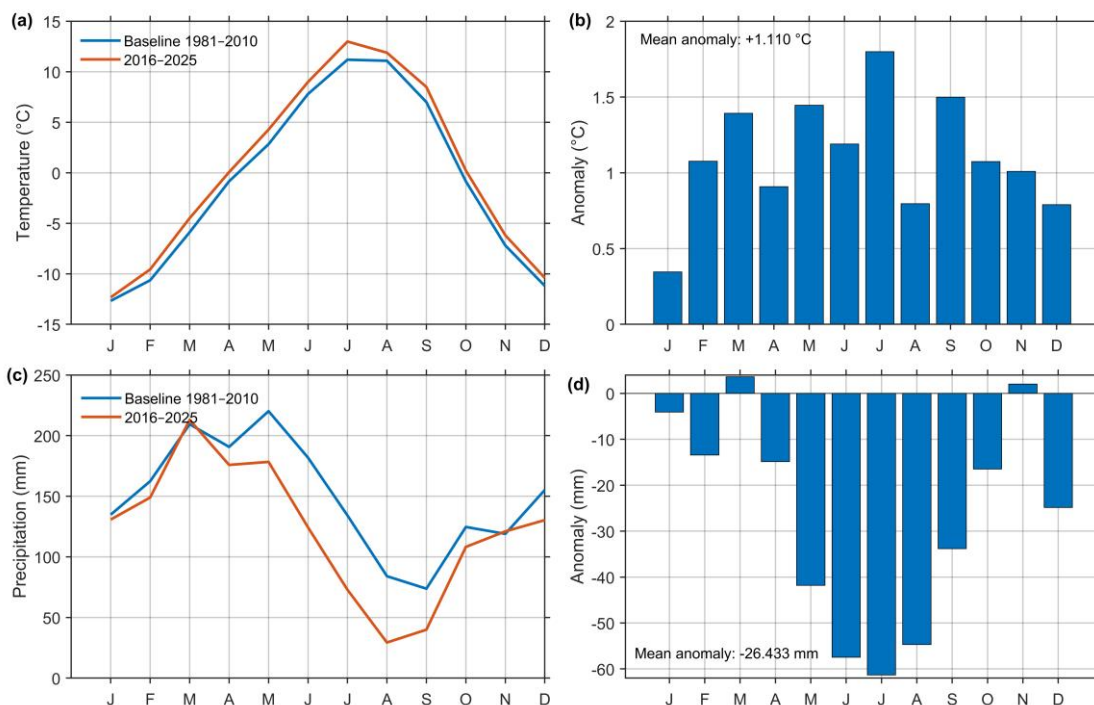 (a)
Temperature (°C)
15
10
5
0
-5
-10
-15
Baseline 1981–2010
2016–2025
J F M A M J J A S O N D
(b)
Anomaly (°C)
2
1.5
1
0.5
0
Mean anomaly: +1.110 °C
J F M A M J J A S O N D
(c)
Precipitation (mm)
250
200
150
100
50
0
Baseline 1981–2010
2016–2025
J F M A M J J A S O N D
(d)
Anomaly (mm)
0
-10
-20
-30
-40
-50
-60
Mean anomaly: -26.433 mm
J F M A M J J A S O N D